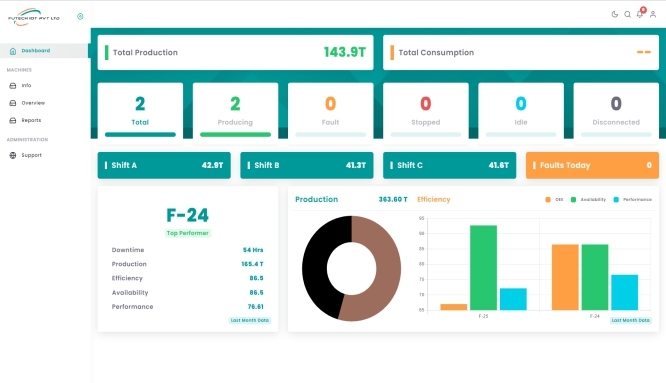 FUTECH IOT PVT LTD
Dashboard
MACHINES
Info
Overview
Reports
ADMINISTRATION
Support
Total Production 143.9T
Total Consumption --
2 2 0 0 0 0
Total Producing Fault Stopped Idle Disconnected
Shift A 42.9T Shift B 41.3T Shift C 41.6T Faults Today 0
F-24
Top Performer
Downtime 54 Hrs
Production 165.4 T
Efficiency 86.5
Availability 86.5
Performance 76.61
Last Month Data
Production 363.60 T
Efficiency
OEE Availability Performance
95
90
85
80
75
70
65
F-25 F-24
Last Month Data